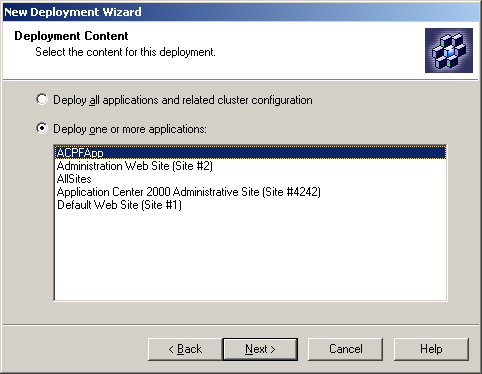 New Deployment Wizard
Deployment Content
Select the content for this deployment.
Deploy all applications and related cluster configuration
Deploy one or more applications:
ACPFApp
Administration Web Site (Site #2)
AllSites
Application Center 2000 Administrative Site (Site #4242)
Default Web Site (Site #1)
< Back
Next >
Cancel
Help